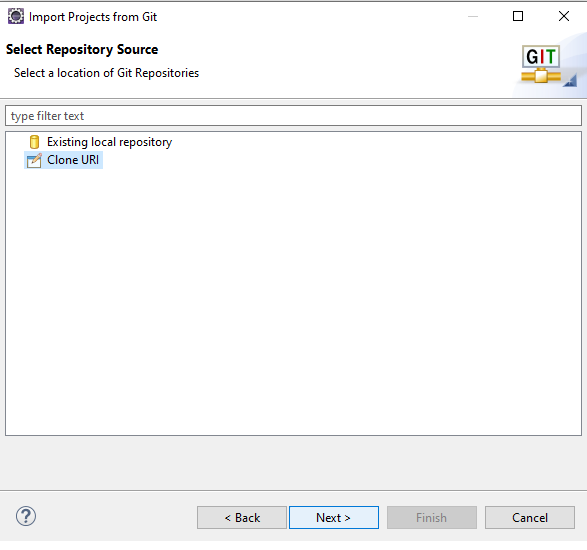 Import Projects from Git
Select Repository Source
Select a location of Git Repositories
GIT
type filter text
Existing local repository
Clone URI
?
< Back
Next >
Finish
Cancel